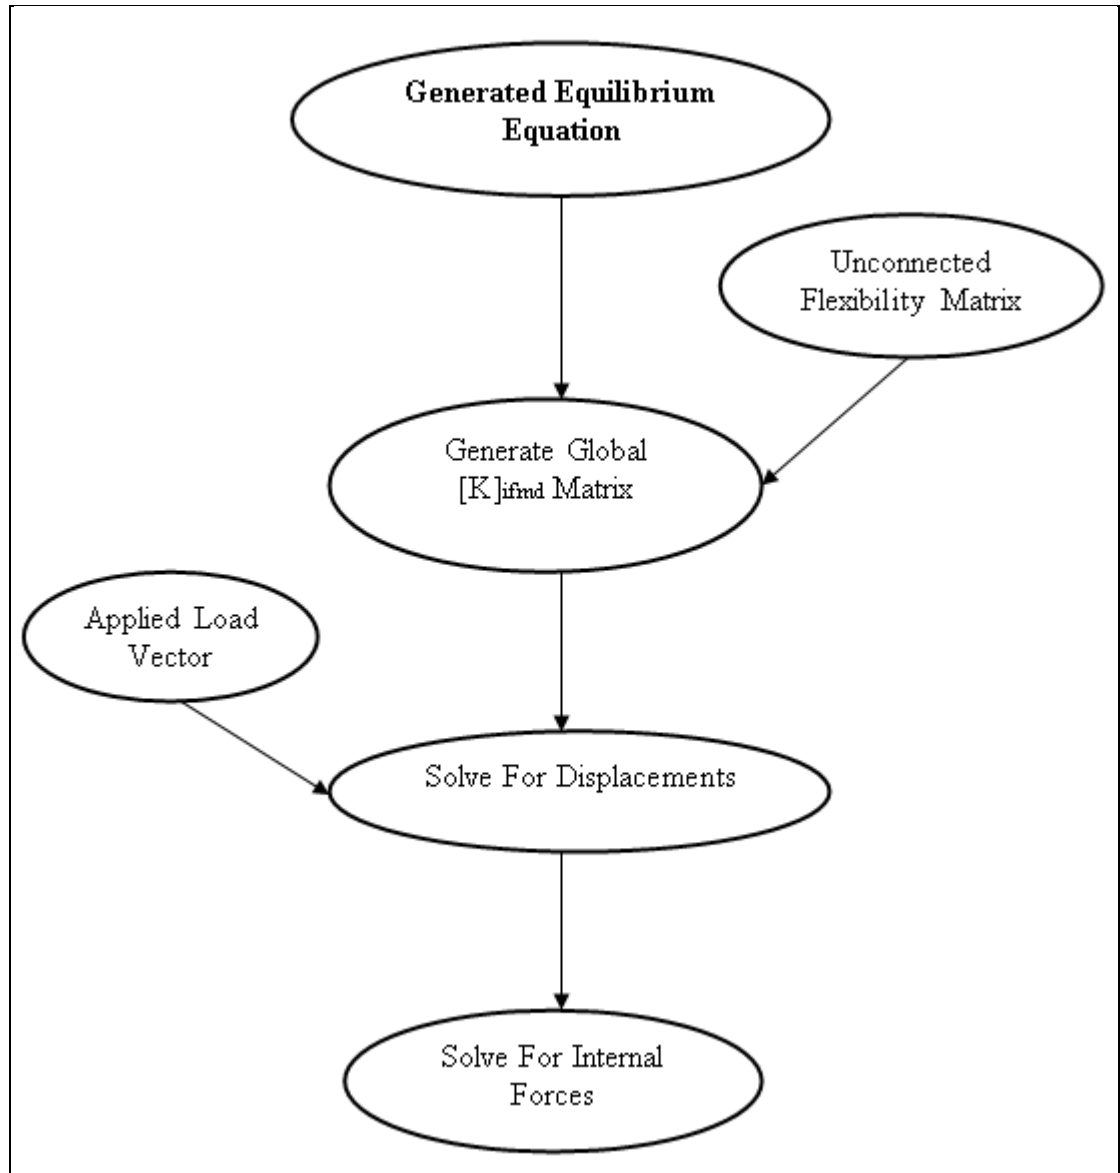 Generated Equilibrium
Equation
Unconnected
Flexibility Matrix
Generate Global
[K]ifmd Matrix
Applied Load
Vector
Solve For Displacements
Solve For Internal
Forces